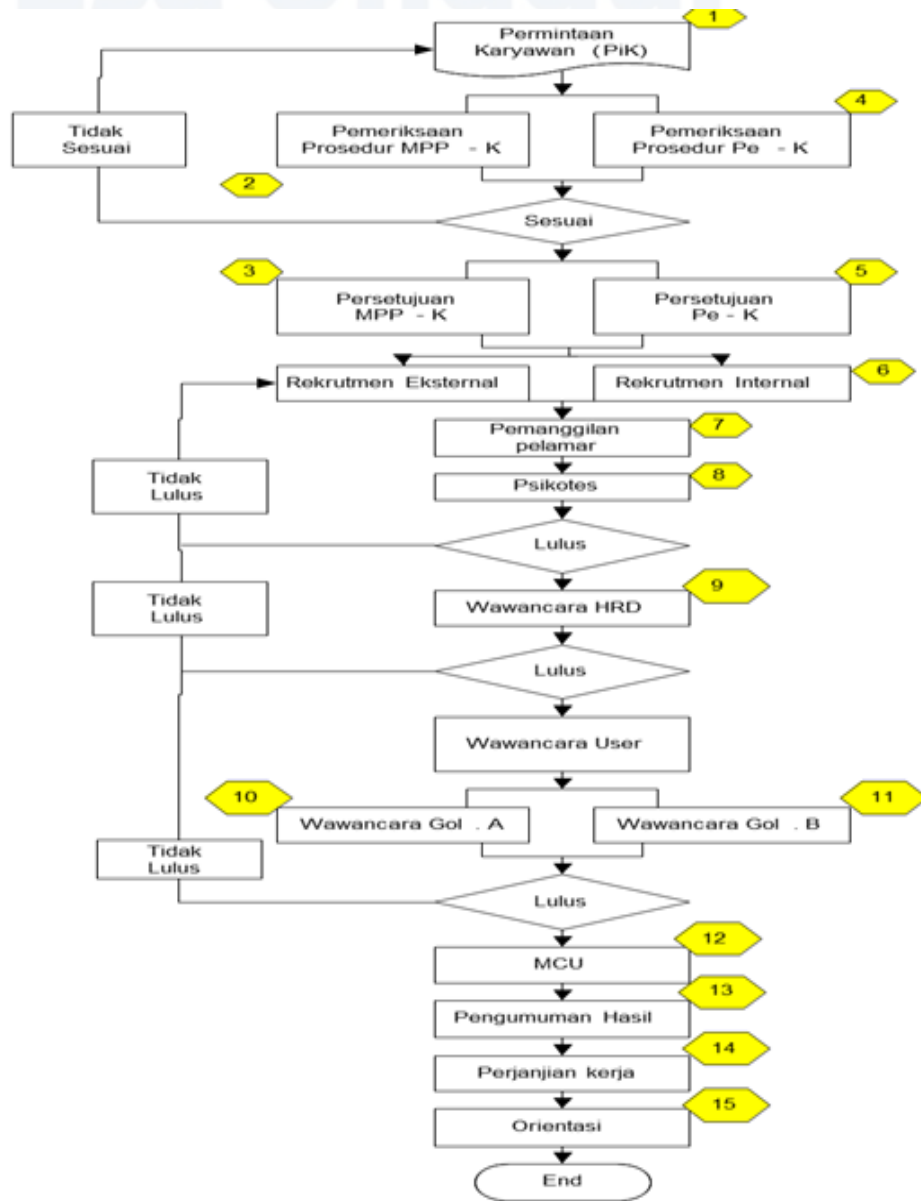 1
Permintaan
Karyawan (PiK)
4
Tidak
Sesuai
Pemeriksaan
Prosedur MPP - K
Pemeriksaan
Prosedur Pe - K
2
Sesuai
3
5
Persetujuan
MPP - K
Persetujuan
Pe - K
Rekrutmen Eksternal
Rekrutmen Internal
6
Pemanggilan
pelamar
7
Tidak
Lulus
Psikotes
8
Lulus
Tidak
Lulus
Wawancara HRD
9
Lulus
Wawancara User
10
11
Wawancara Gol . A
Wawancara Gol . B
Tidak
Lulus
Lulus
12
MCU
13
Pengumuman Hasil
14
Perjanjian kerja
15
Orientasi
End